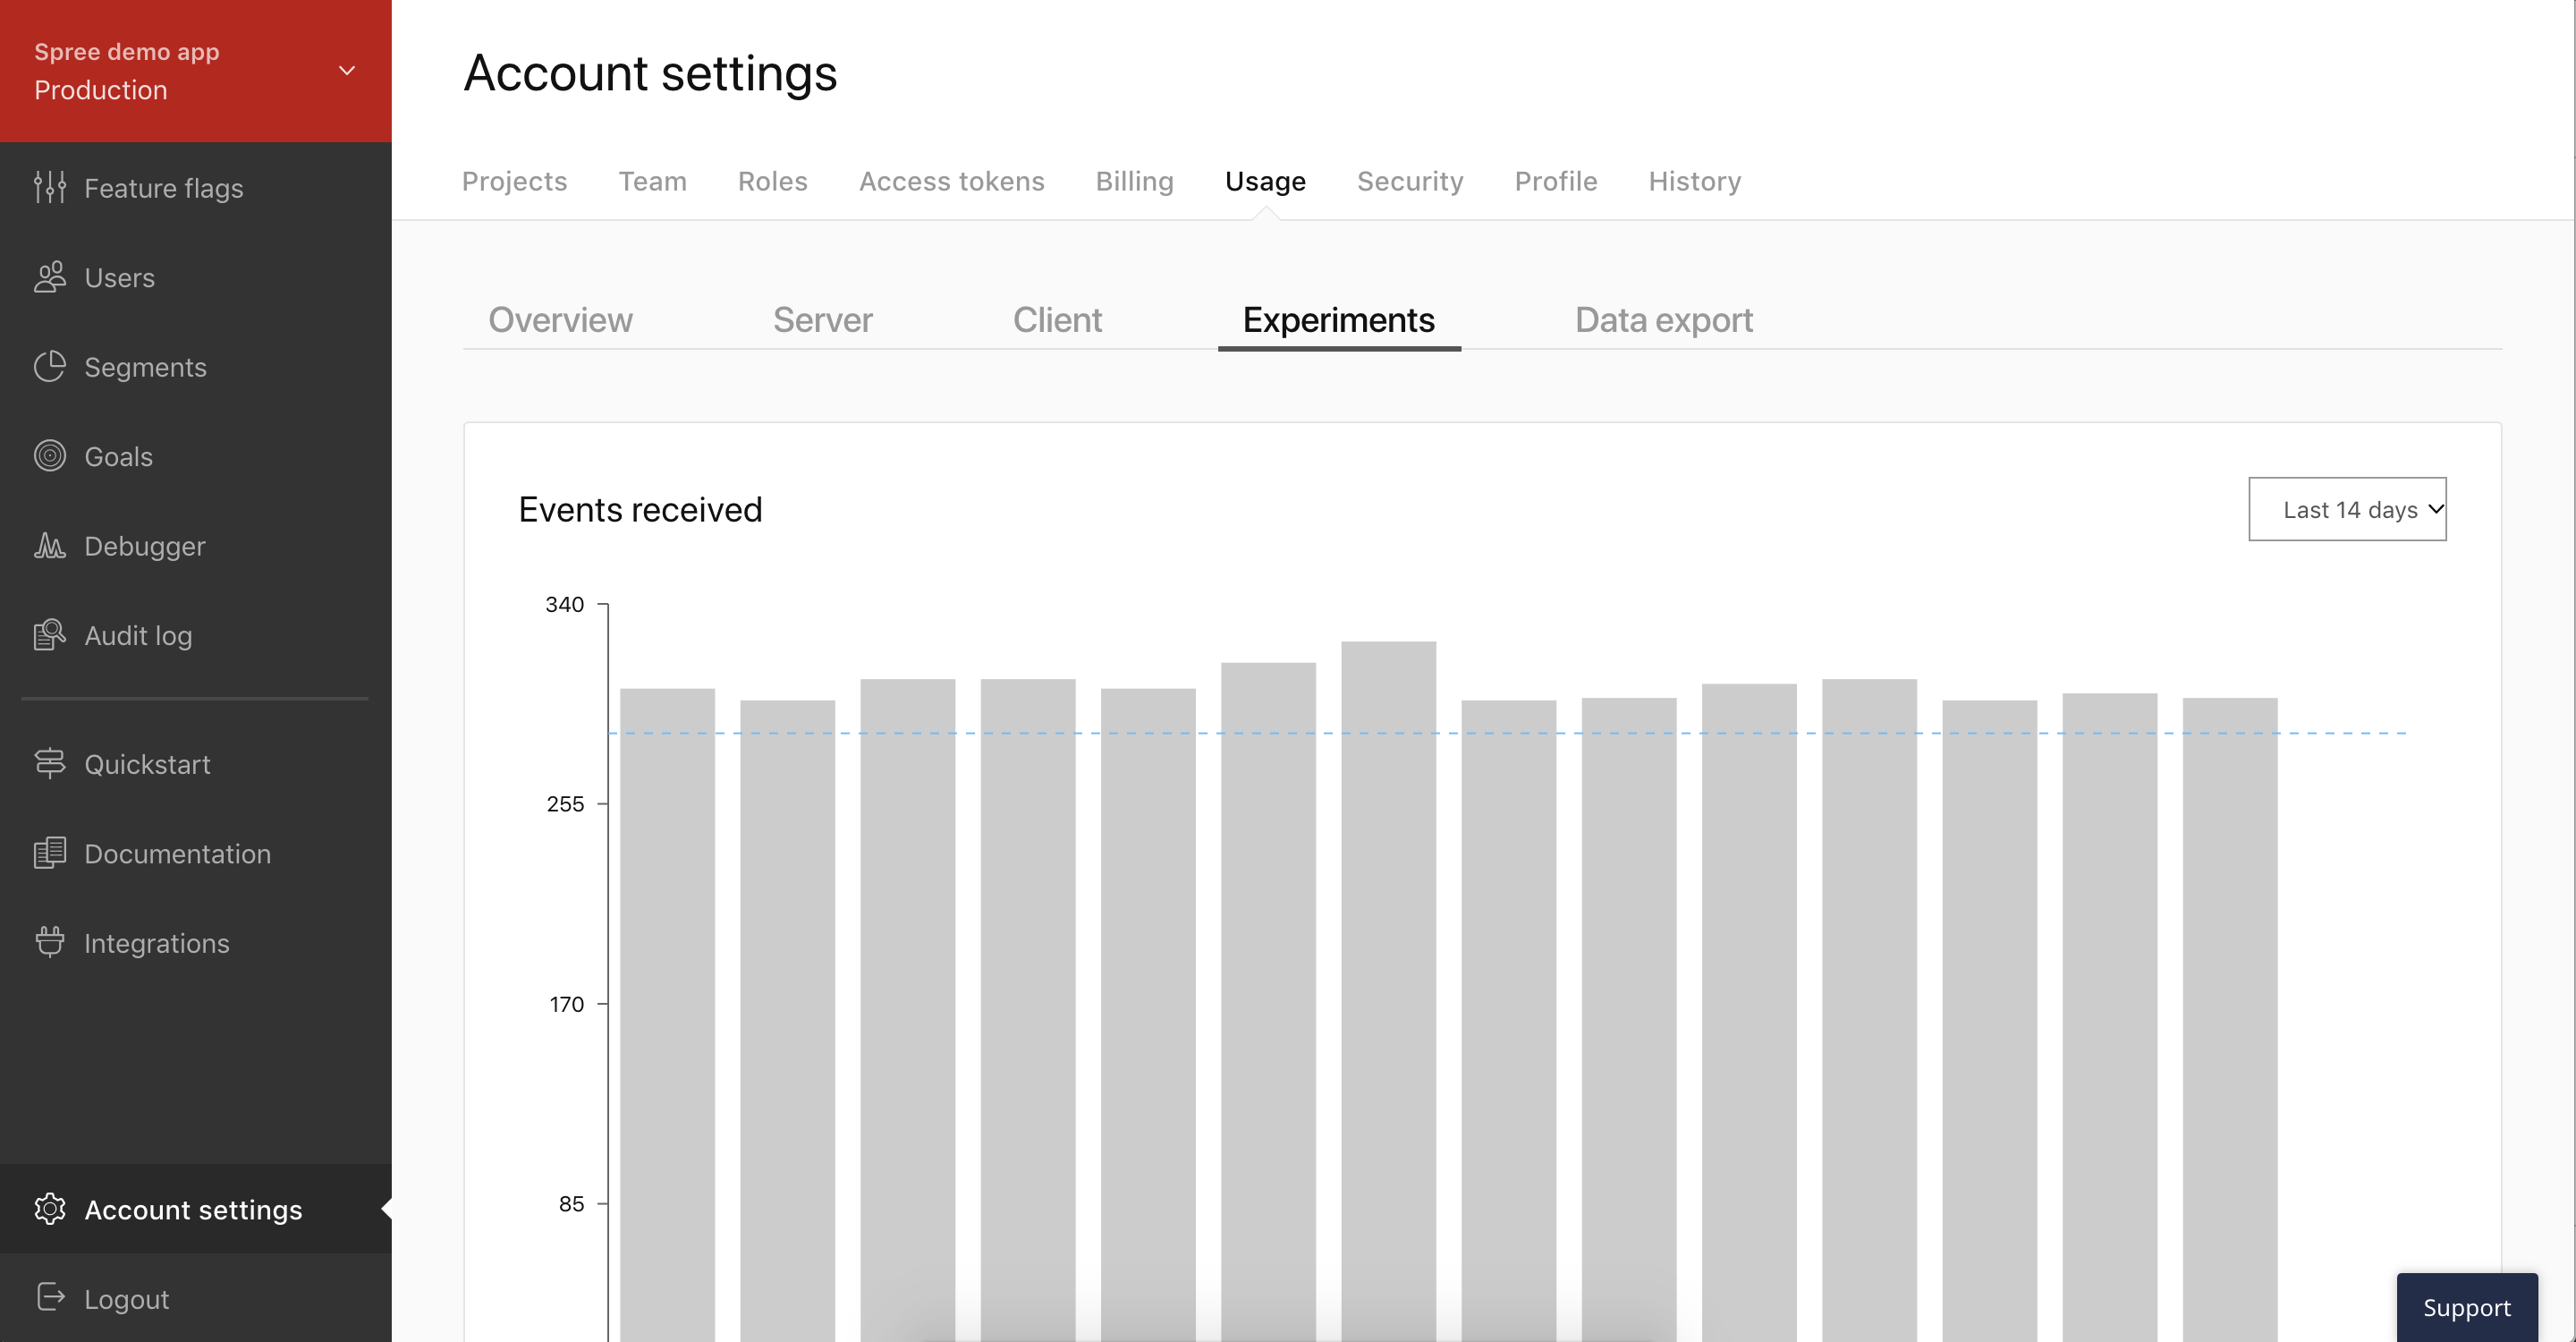 Spree demo app
Production
Feature flags
Users
Segments
Goals
Debugger
Audit log
Quickstart
Documentation
Integrations
Account settings
Logout
Account settings
Projects Team Roles Access tokens Billing Usage Security Profile History
Overview Server Client Experiments Data export
Events received
Last 14 days
340
255
170
85
Support